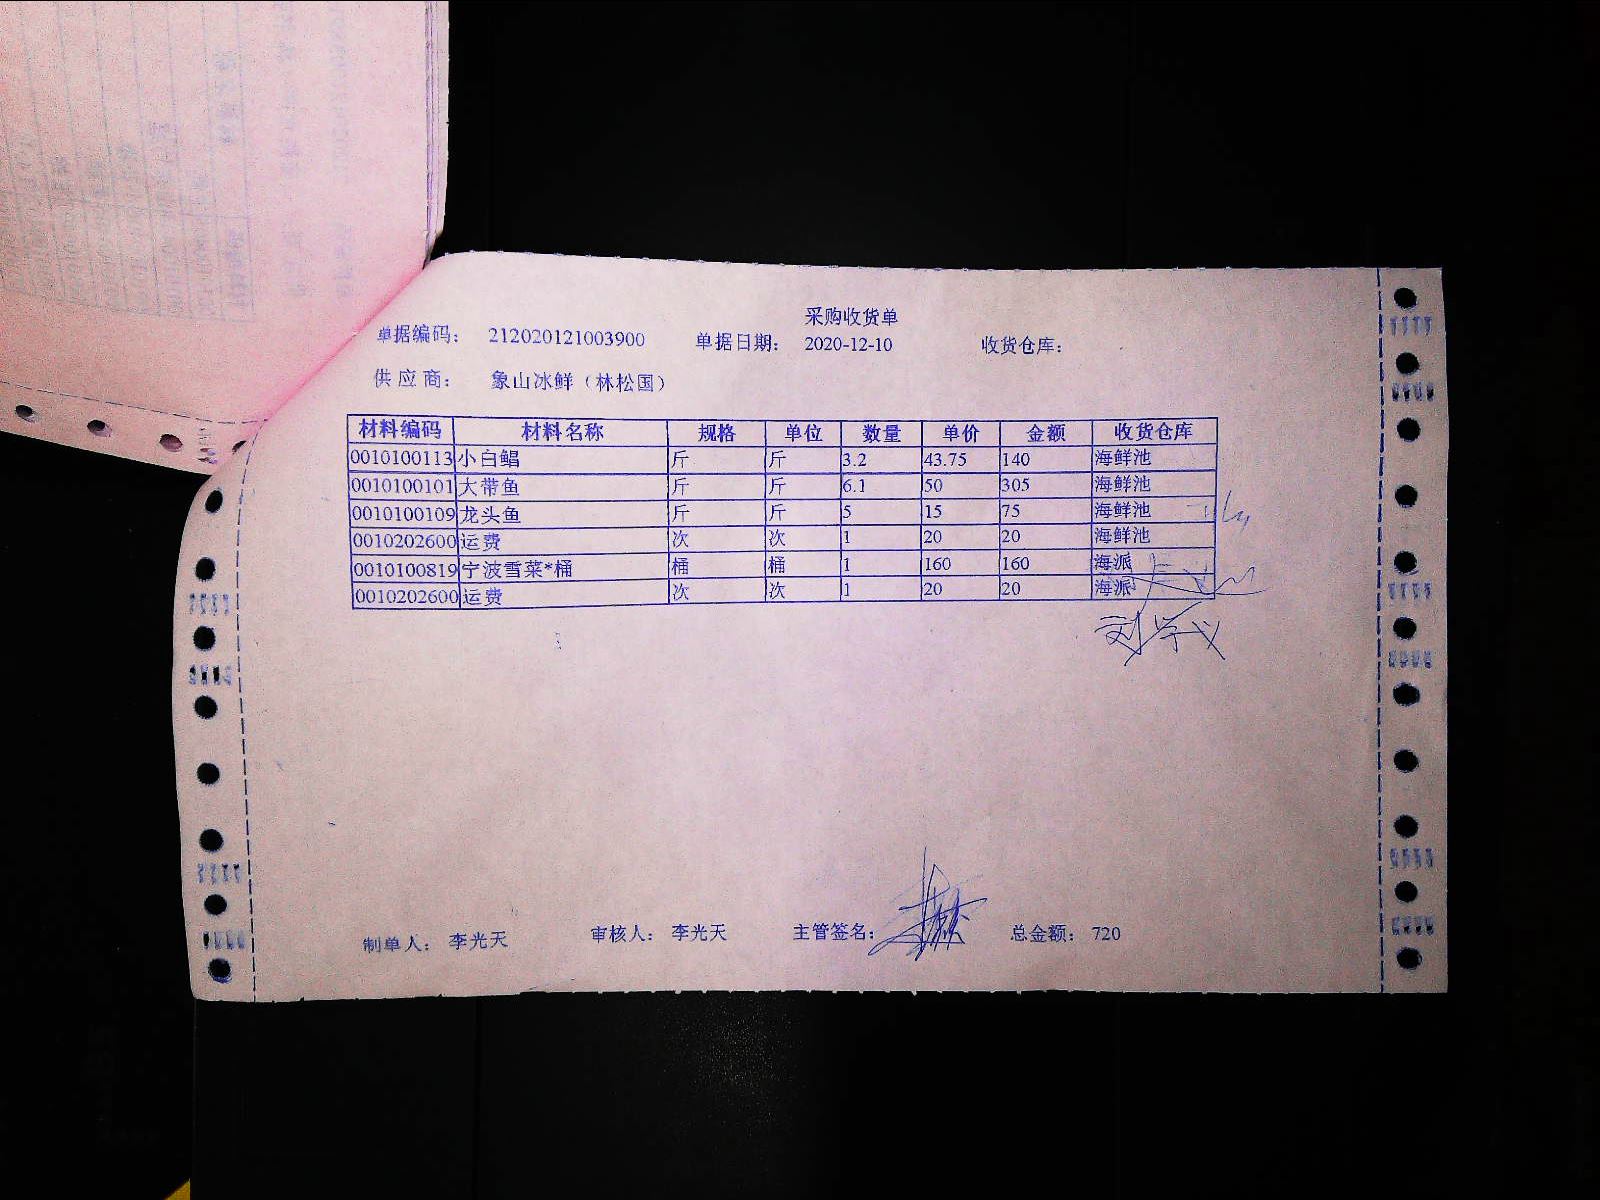 采购收货单
单据编码： 212020121003900 单据日期： 2020-12-10 收货仓库：
供应商： 象山冰鲜（林松国）
材料编码 材料名称 规格 单位 数量 单价 金额 收货仓库
0010100113 小白鲳 斤 斤 3.2 43.75 140 海鲜池
0010100101 大带鱼 斤 斤 6.1 50 305 海鲜池
0010100109 龙头鱼 斤 斤 5 15 75 海鲜池
0010202600 运费 次 次 1 20 20 海鲜池
0010100819 宁波雪菜*桶 桶 桶 1 160 160 海派
0010202600 运费 次 次 1 20 20 海派
制单人： 李光天 审核人： 李光天 主管签名： 总金额： 720